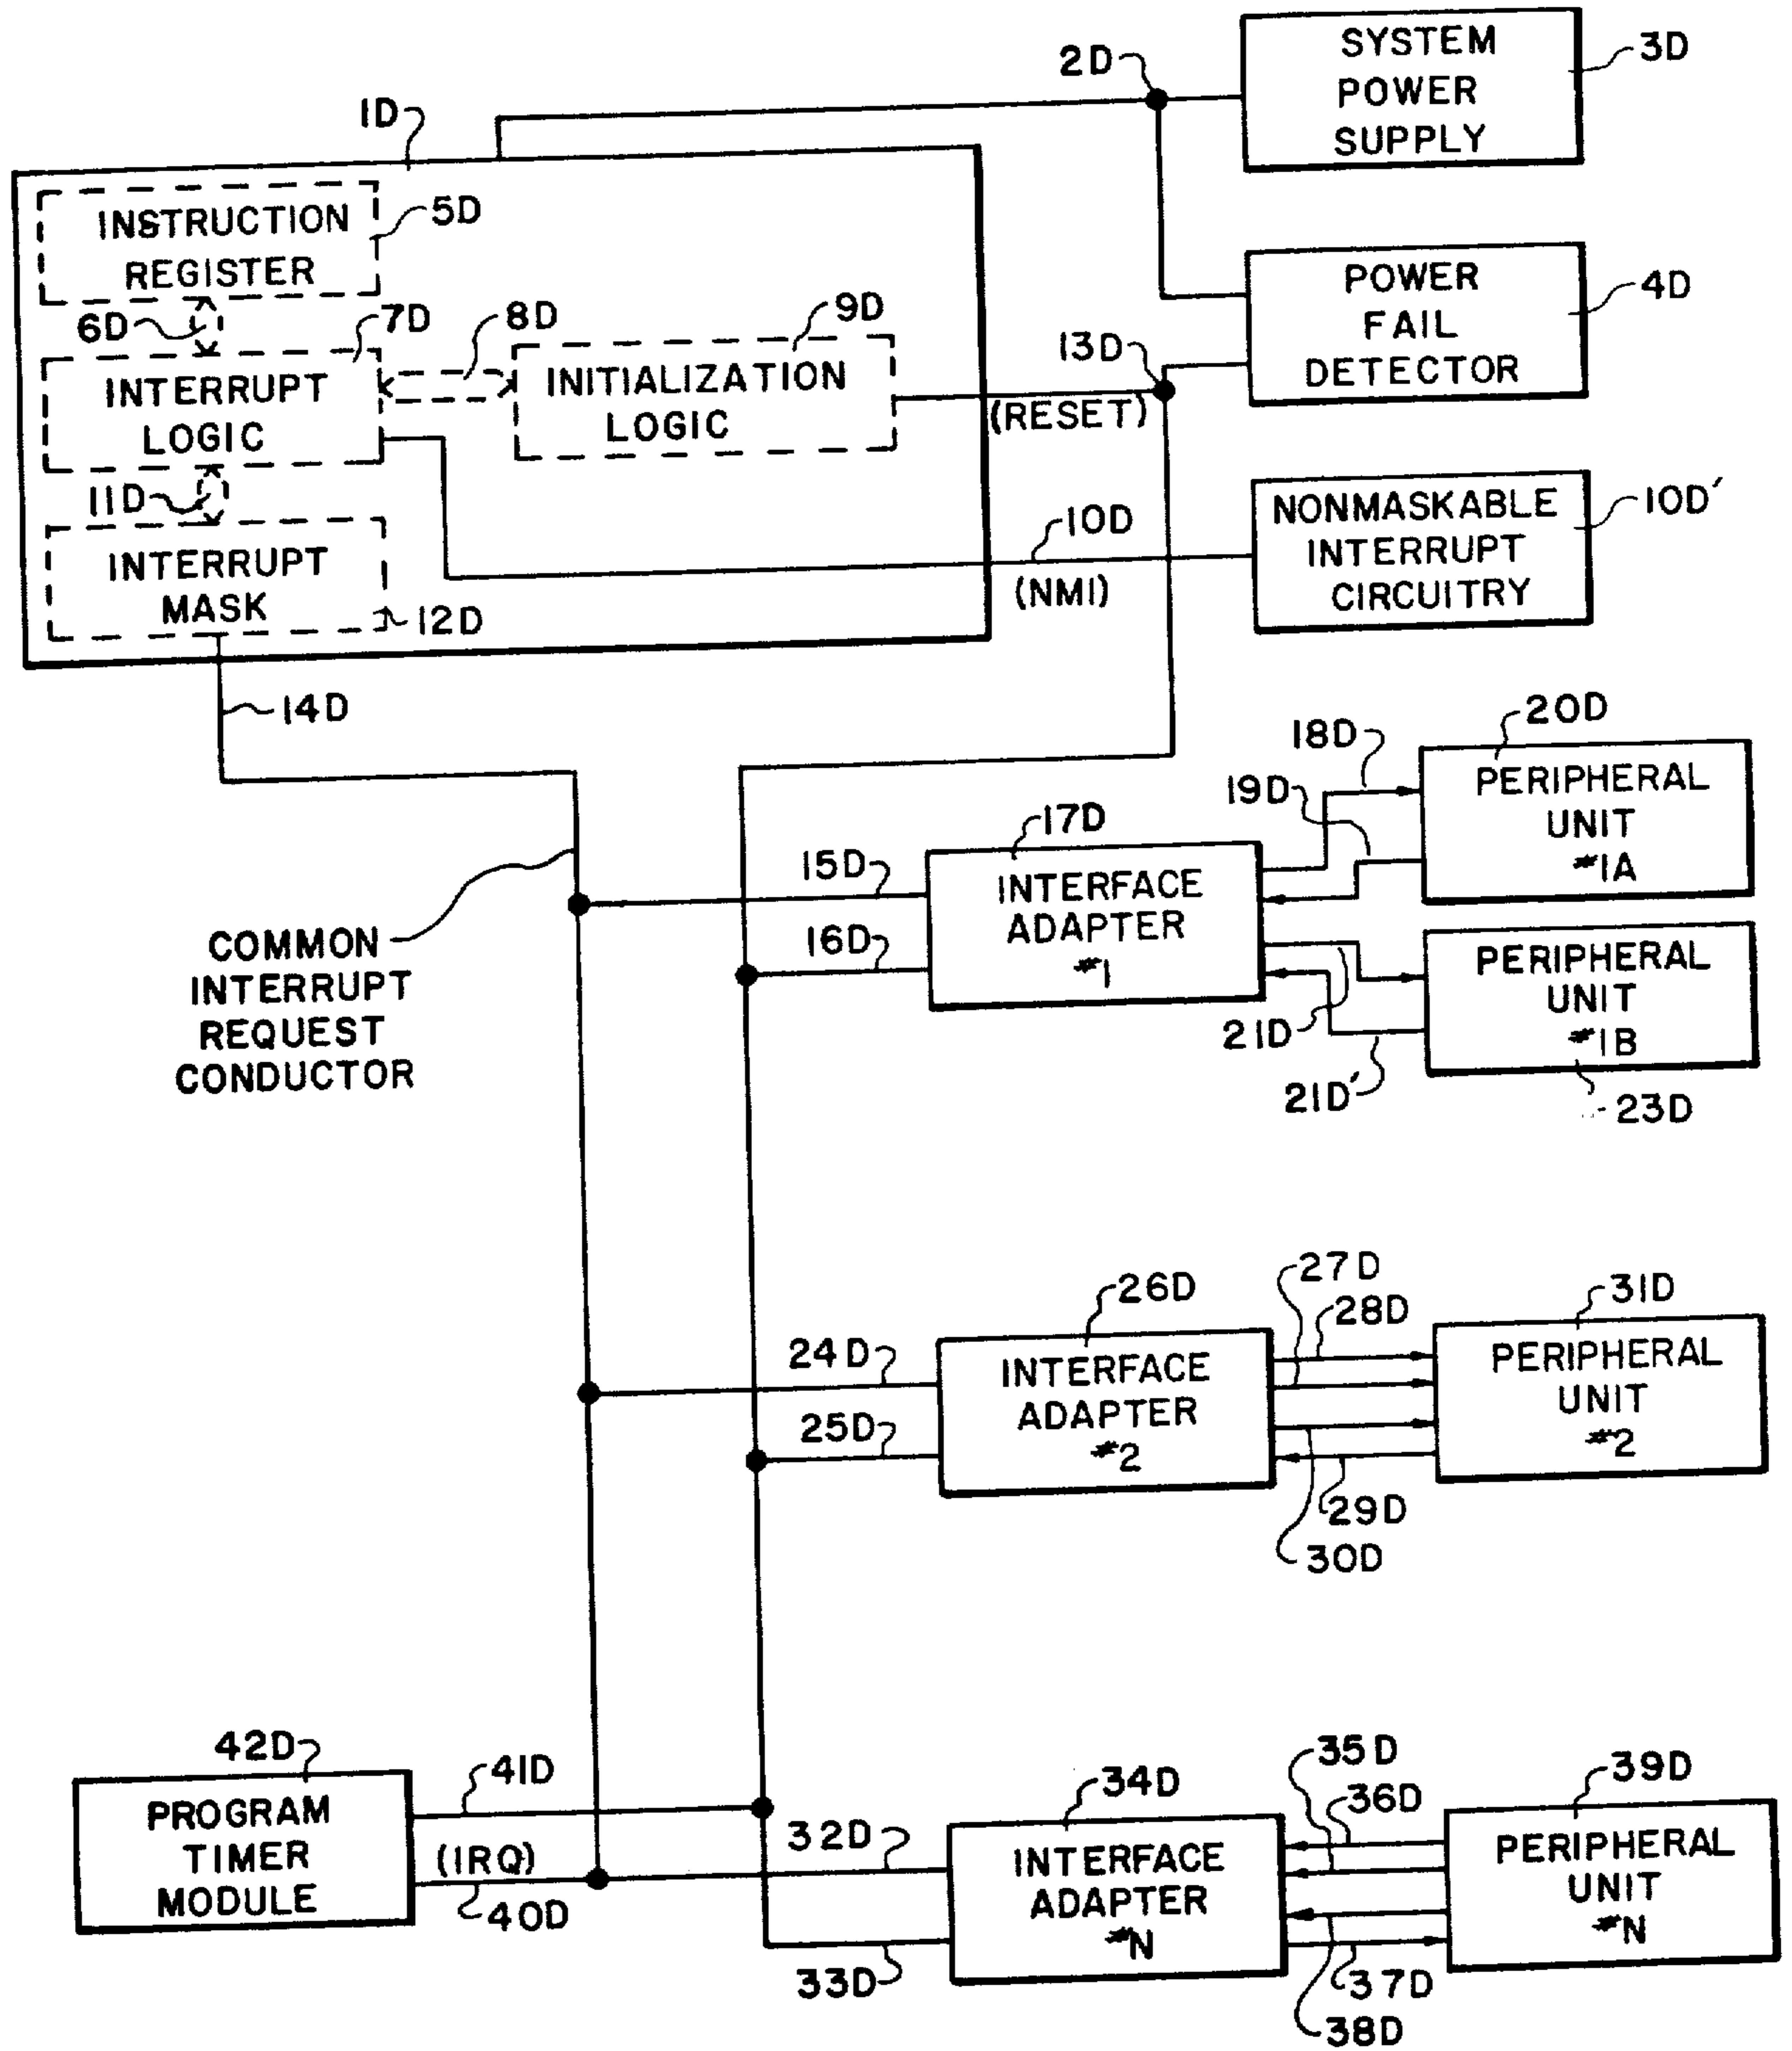 SYSTEM
POWER
SUPPLY
3D
2D
1D
INSTRUCTION
REGISTER
5D
POWER
FAIL
DETECTOR
4D
6D
7D
8D
9D
13D
INTERRUPT
LOGIC
INITIALIZATION
LOGIC
(RESET)
11D
10D
(NMI)
NONMASKABLE
INTERRUPT
CIRCUITRY
10D'
INTERRUPT
MASK
12D
14D
COMMON
INTERRUPT
REQUEST
CONDUCTOR
15D
16D
17D
INTERFACE
ADAPTER
#1
18D
19D
20D
PERIPHERAL
UNIT
#1A
21D
21D'
PERIPHERAL
UNIT
#1B
23D
24D
25D
26D
INTERFACE
ADAPTER
#2
27D
28D
29D
30D
31D
PERIPHERAL
UNIT
#2
42D
PROGRAM
TIMER
MODULE
41D
(IRQ)
40D
32D
33D
34D
INTERFACE
ADAPTER
#N
35D
36D
37D
38D
39D
PERIPHERAL
UNIT
#N